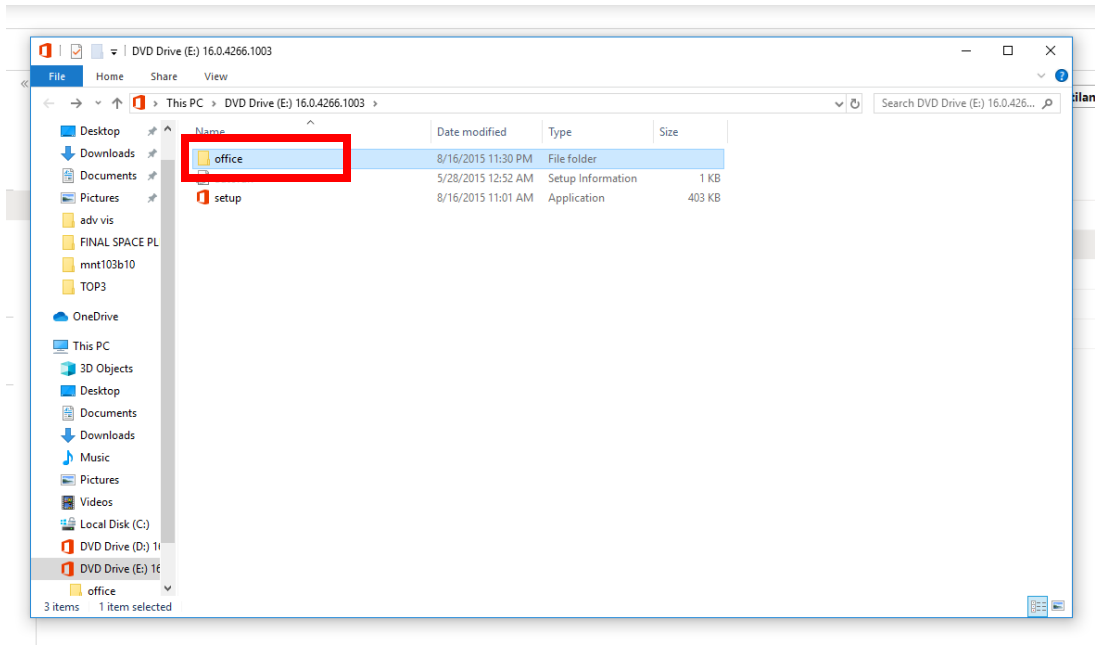 DVD Drive (E:) 16.0.4266.1003
File Home Share View
This PC > DVD Drive (E:) 16.0.4266.1003 >
Search DVD Drive (E:) 16.0.426...
Desktop
Downloads
Documents
Pictures
adv vis
FINAL SPACE PL
mnt103b10
TOP3
OneDrive
This PC
3D Objects
Desktop
Documents
Downloads
Music
Pictures
Videos
Local Disk (C:)
DVD Drive (D:) 16
DVD Drive (E:) 16
office
Name Date modified Type Size
office 8/16/2015 11:30 PM File folder
5/28/2015 12:52 AM Setup Information 1 KB
setup 8/16/2015 11:01 AM Application 403 KB
3 items 1 item selected